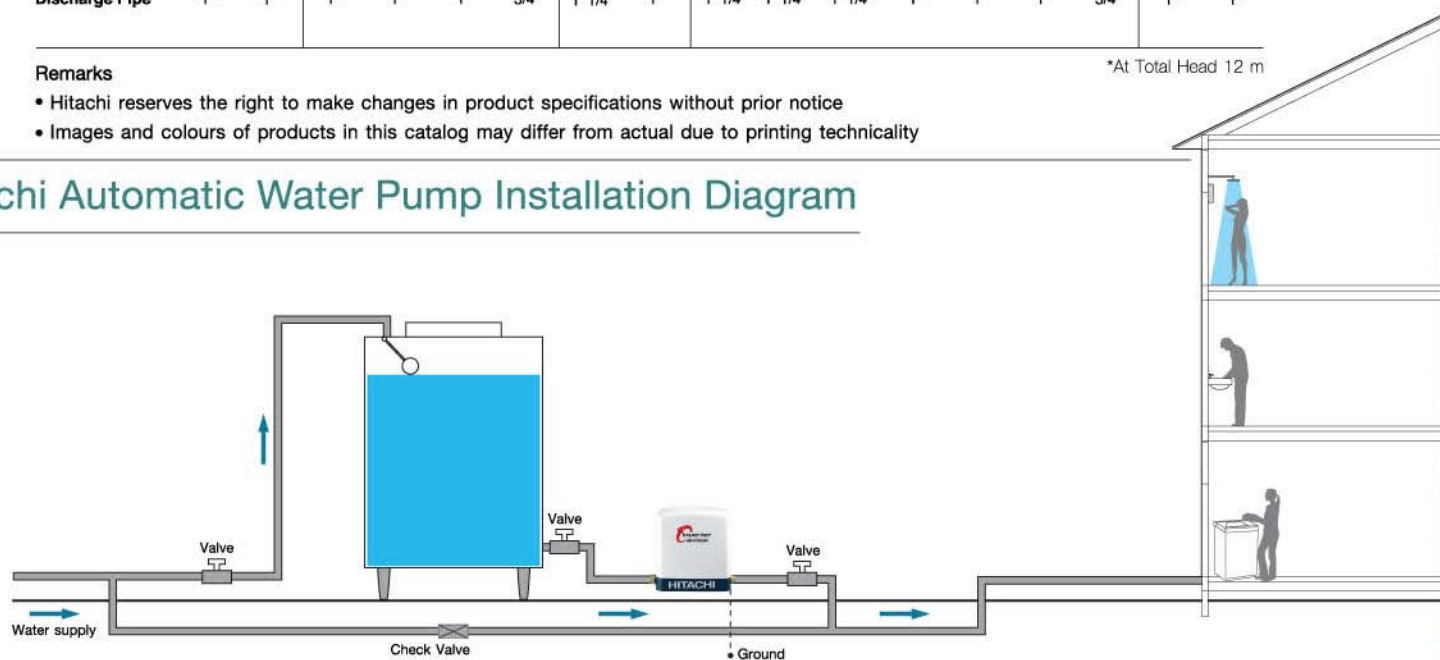 Discharge Pipe
Remarks
*At Total Head 12 m
• Hitachi reserves the right to make changes in product specifications without prior notice
• Images and colours of products in this catalog may differ from actual due to printing technicality
chi Automatic Water Pump Installation Diagram
Valve
Valve
Valve
inverter
HITACHI
Water supply
Check Valve
• Ground